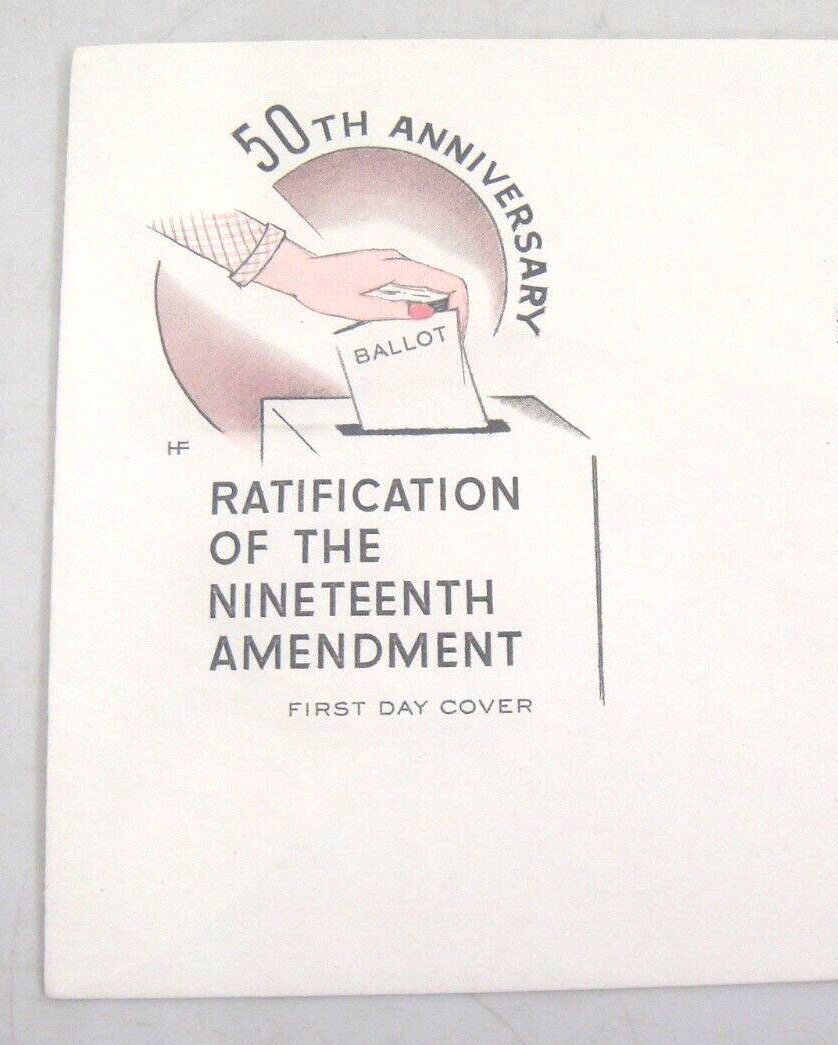 50TH ANNIVERSARY
BALLOT
HF
RATIFICATION
OF THE
NINETEENTH
AMENDMENT
FIRST DAY COVER